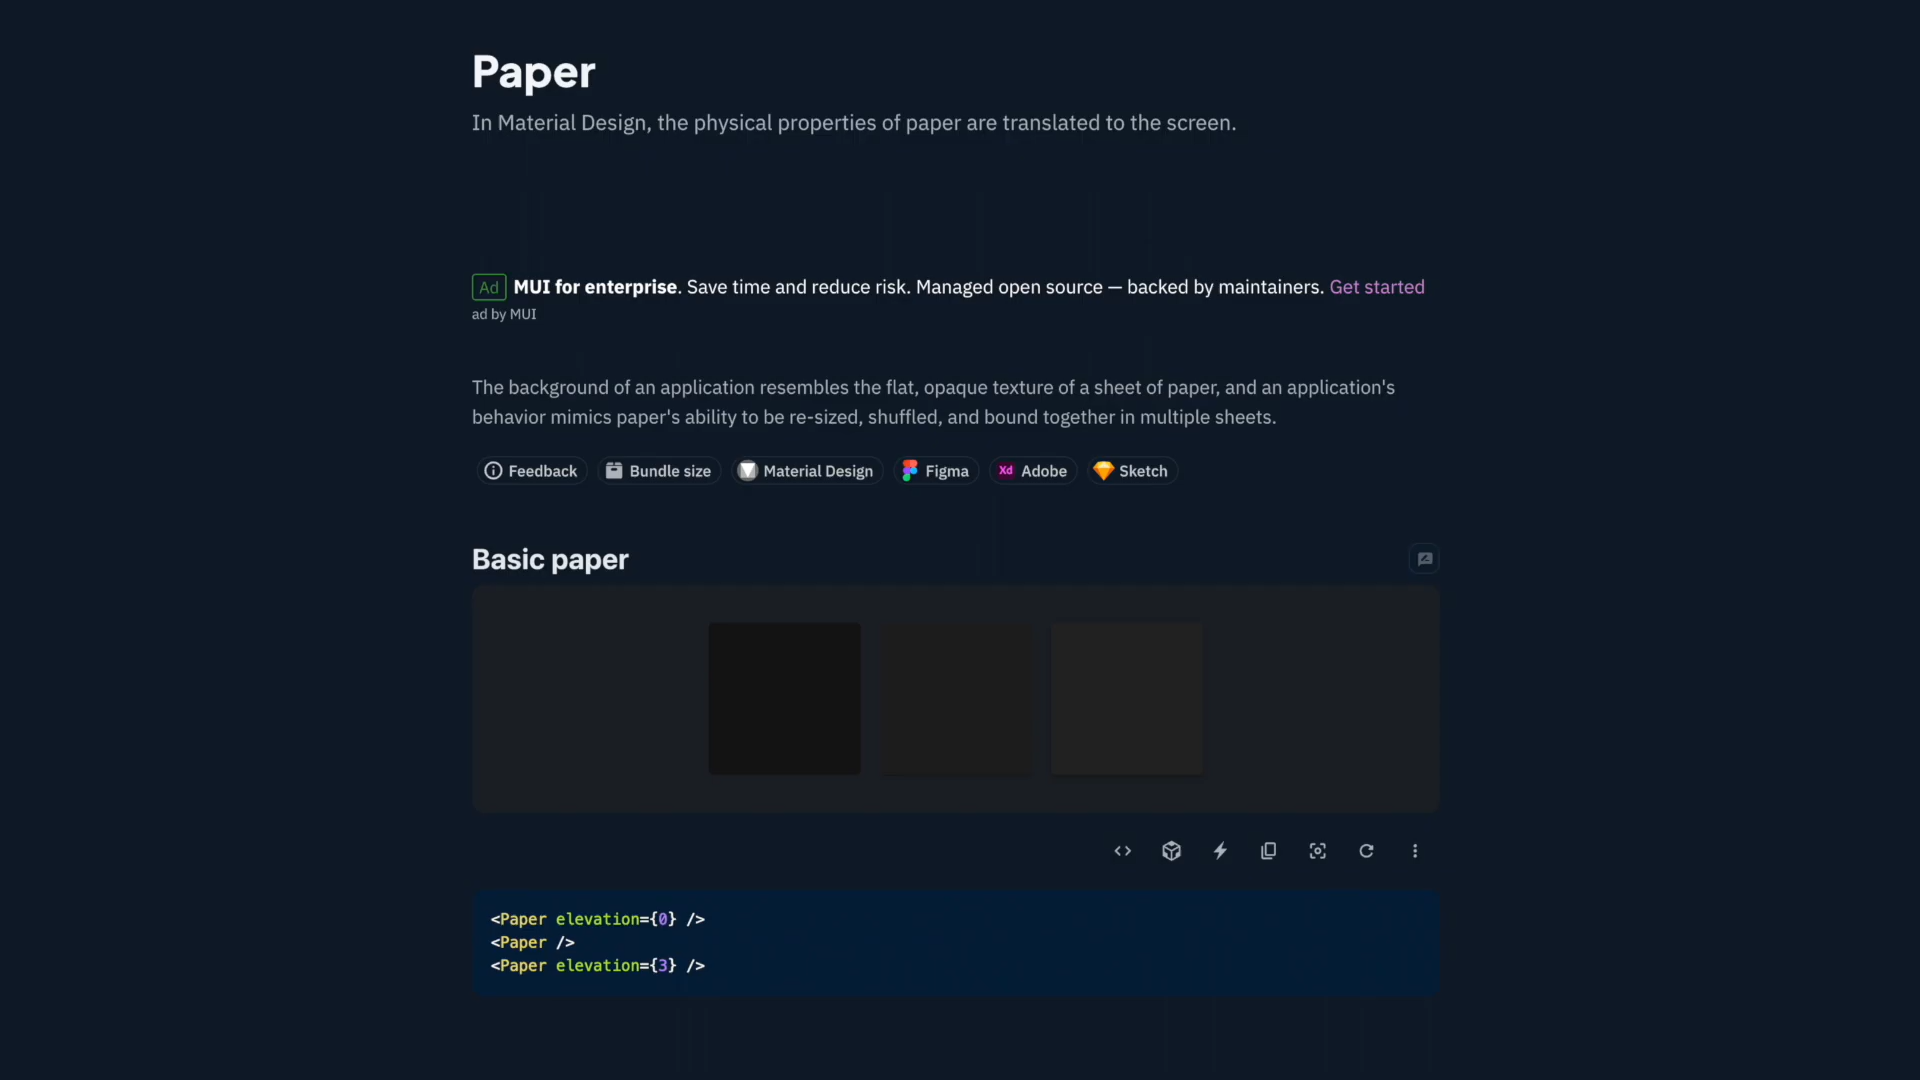 Paper
In Material Design, the physical properties of paper are translated to the screen.
Ad MUI for enterprise. Save time and reduce risk. Managed open source — backed by maintainers. Get started
ad by MUI
The background of an application resembles the flat, opaque texture of a sheet of paper, and an application's
behavior mimics paper's ability to be re-sized, shuffled, and bound together in multiple sheets.
Feedback Bundle size Material Design Figma Xd Adobe Sketch
Basic paper
<Paper elevation={0} />
<Paper />
<Paper elevation={3} />